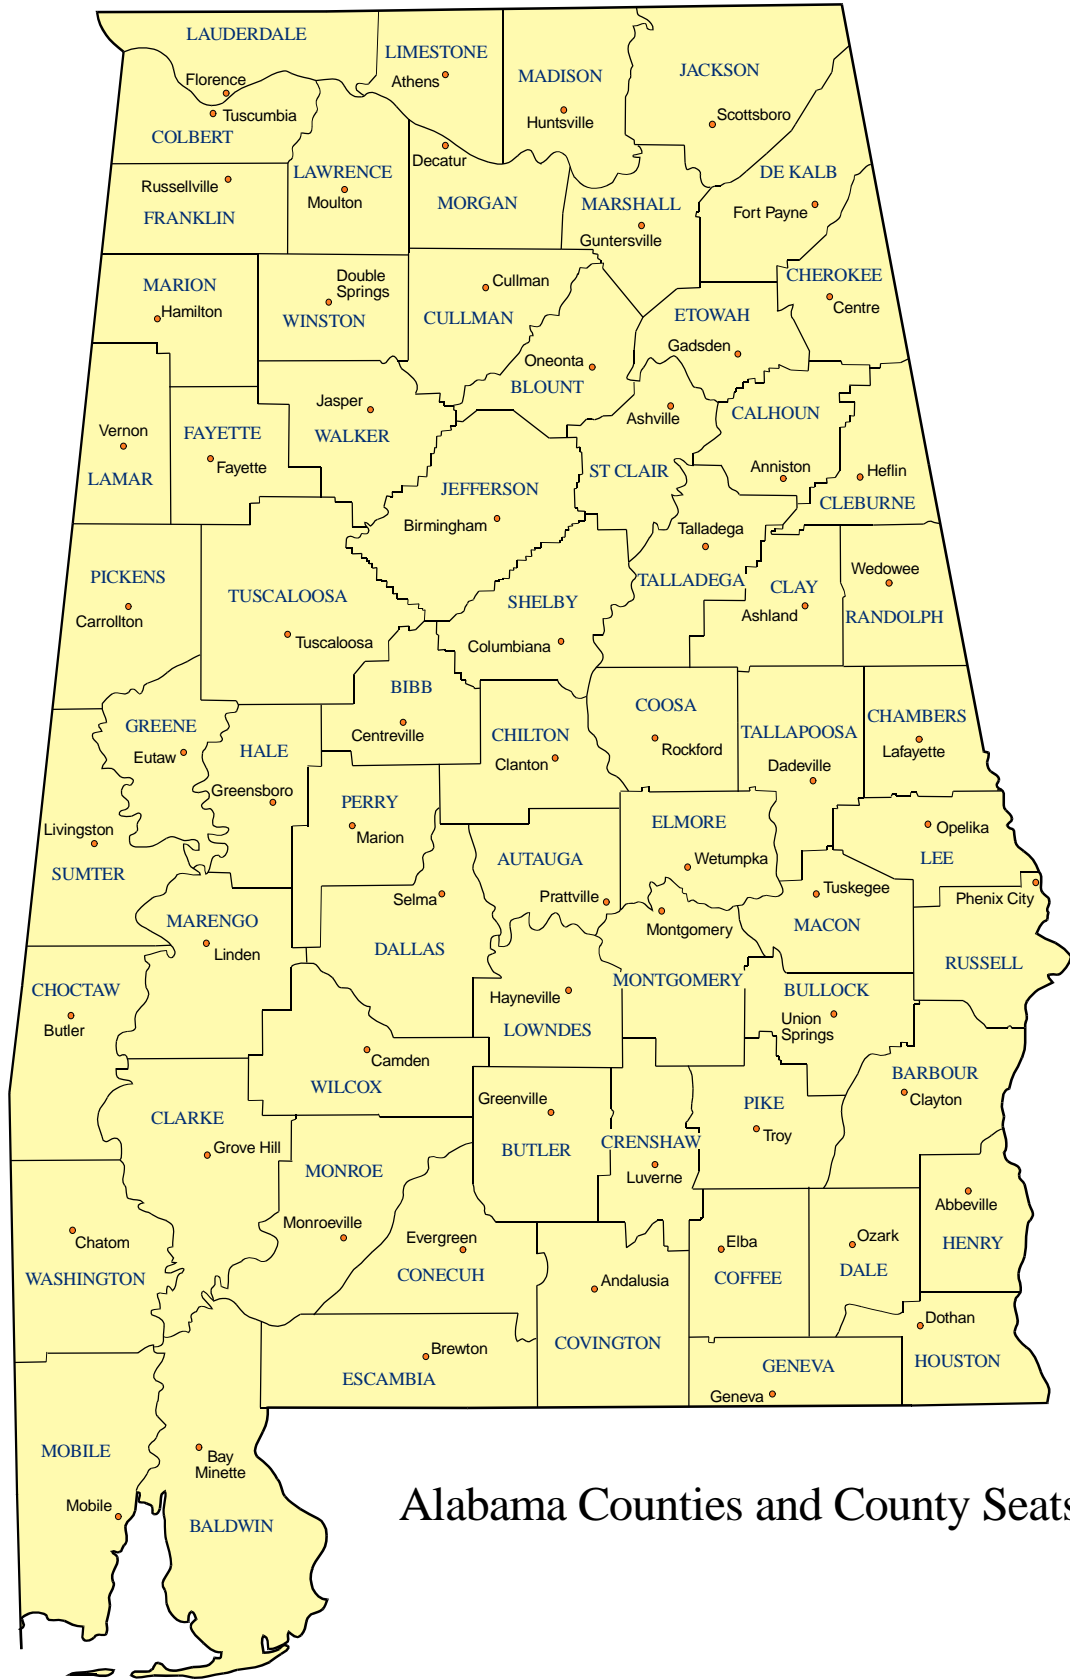 LAUDERDALE
LIMESTONE
MADISON
JACKSON
Florence
Athens
Tuscumbia
Huntsville
Scottsboro
COLBERT
Decatur
LAWRENCE
DE KALB
Russellville
Moulton
MORGAN
MARSHALL
Fort Payne
FRANKLIN
Guntersville
MARION
Double
Springs
Cullman
CHEROKEE
Hamilton
WINSTON
CULLMAN
ETOWAH
Centre
Gadsden
Oneonta
BLOUNT
Jasper
Ashville
CALHOUN
Vernon
FAYETTE
WALKER
Fayette
LAMAR
JEFFERSON
ST CLAIR
Anniston
Heflin
CLEBURNE
Birmingham
Talladega
PICKENS
TUSCALOOSA
SHELBY
TALLADEGA
CLAY
Wedowee
Carrollton
Ashland
RANDOLPH
Tuscaloosa
Columbiana
BIBB
COOSA
CHAMBERS
GREENE
Centreville
CHILTON
TALLAPOOSA
Eutaw
HALE
Clanton
Rockford
Lafayette
Dadeville
Greensboro
PERRY
ELMORE
Livingston
Marion
Opelika
SUMTER
AUTAUGA
Wetumpka
LEE
Selma
Prattville
Tuskegee
Phenix City
MARENGO
Montgomery
MACON
Linden
DALLAS
RUSSELL
CHOCTAW
Hayneville
MONTGOMERY
BULLOCK
Butler
LOWNDES
Union
Springs
Camden
WILCOX
BARBOUR
Greenville
Clayton
CLARKE
PIKE
Grove Hill
BUTLER
CRENSHAW
Troy
MONROE
Luverne
Abbeville
Monroeville
Evergreen
Elba
Ozark
HENRY
Chatom
WASHINGTON
CONECUH
Andalusia
COFFEE
DALE
Dothan
Brewton
COVINGTON
GENEVA
HOUSTON
ESCAMBIA
Geneva
MOBILE
Bay
Minette
Mobile
BALDWIN
Alabama Counties and County Seats